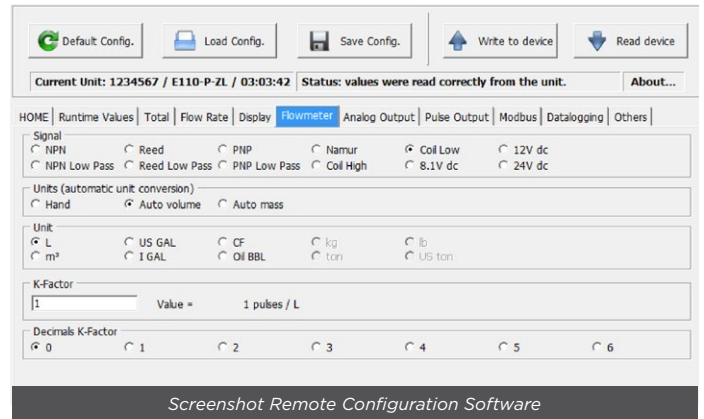 Default Config. Load Config. Save Config. Write to device Read device
Current Unit: 1234567 / E110-P-ZL / 03:03:42 Status: values were read correctly from the unit. About...
HOME Runtime Values Total Flow Rate Display Flowmeter Analog Output Pulse Output Modbus Datalogging Others
Signal
NPN Reed PNP Namur Coil Low 12V dc
NPN Low Pass Reed Low Pass PNP Low Pass Coil High 8.1V dc 24V dc
Units (automatic unit conversion)
Hand Auto volume Auto mass
Unit
L US GAL CF kg lb
m³ I GAL Oil BBL ton US ton
K-Factor
1 Value = 1 pulses / L
Decimals K-Factor
0 1 2 3 4 5 6
Screenshot Remote Configuration Software